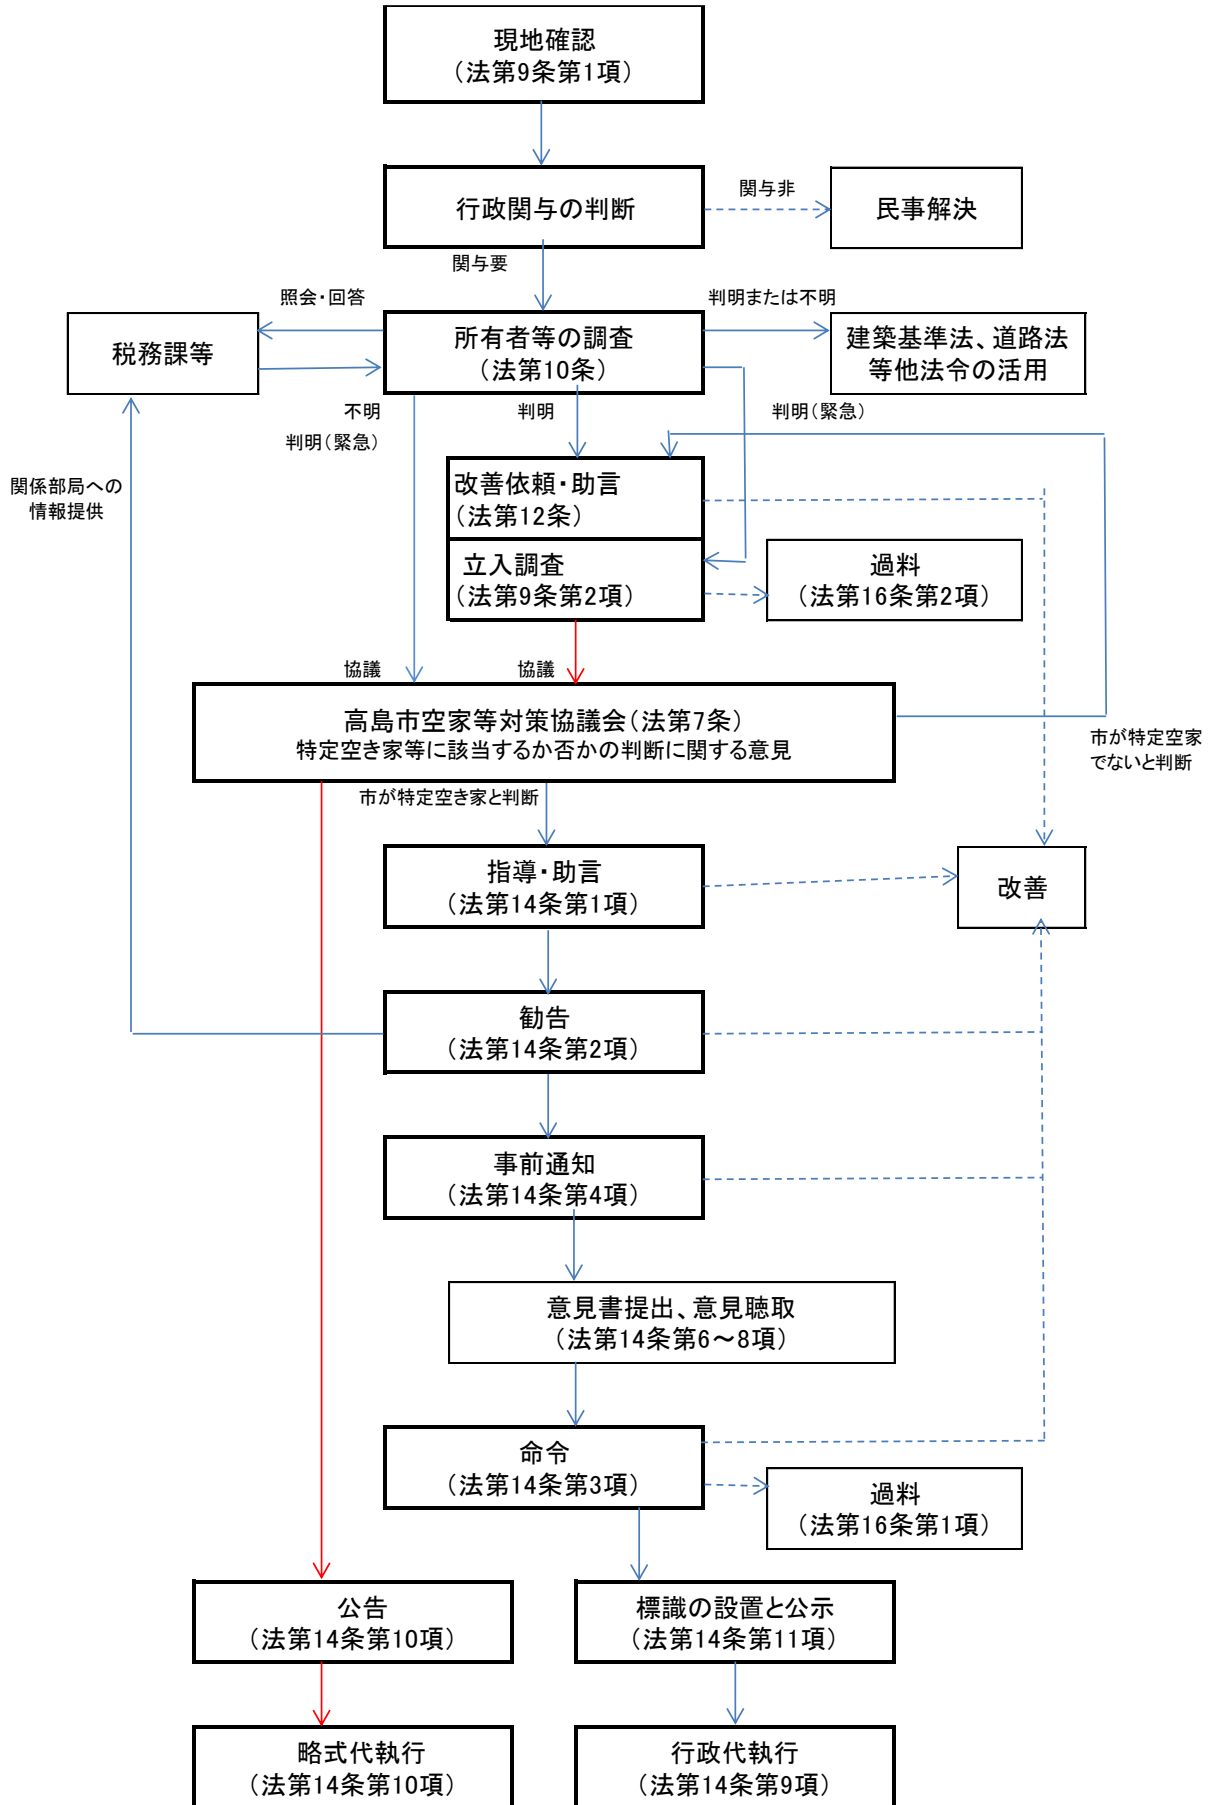 現地確認
（法第9条第1項）
行政関与の判断
関与非
民事解決
関与要
照会・回答
判明または不明
税務課等
所有者等の調査
（法第10条）
建築基準法、道路法
等他法令の活用
不明
判明（緊急）
判明
判明（緊急）
関係部局への
情報提供
改善依頼・助言
（法第12条）
立入調査
（法第9条第2項）
過料
（法第16条第2項）
協議
協議
高島市空家等対策協議会（法第7条）
特定空き家等に該当するか否かの判断に関する意見
市が特定空家
でないと判断
市が特定空き家と判断
指導・助言
（法第14条第1項）
改善
勧告
（法第14条第2項）
事前通知
（法第14条第4項）
意見書提出、意見聴取
（法第14条第6～8項）
命令
（法第14条第3項）
過料
（法第16条第1項）
公告
（法第14条第10項）
標識の設置と公示
（法第14条第11項）
略式代執行
（法第14条第10項）
行政代執行
（法第14条第9項）